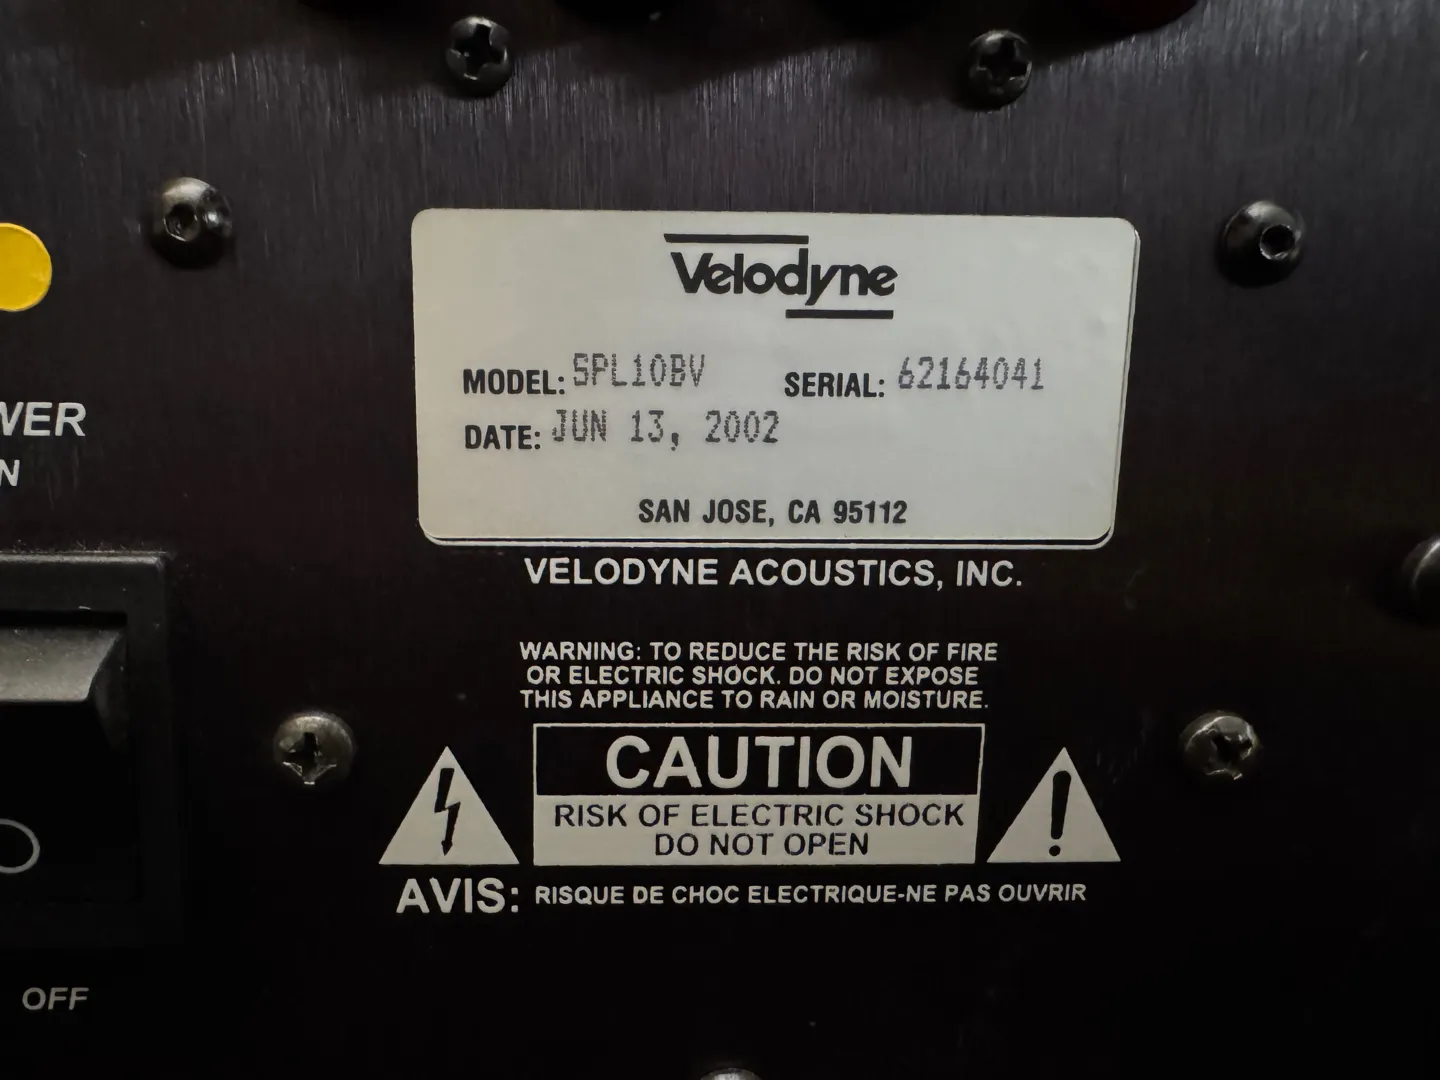 Velodyne
MODEL: SPL10BV SERIAL: 62164041
DATE: JUN 13, 2002
SAN JOSE, CA 95112
VELODYNE ACOUSTICS, INC.
WARNING: TO REDUCE THE RISK OF FIRE
OR ELECTRIC SHOCK. DO NOT EXPOSE
THIS APPLIANCE TO RAIN OR MOISTURE.
CAUTION
RISK OF ELECTRIC SHOCK
DO NOT OPEN
AVIS: RISQUE DE CHOC ELECTRIQUE-NE PAS OUVRIR
OFF